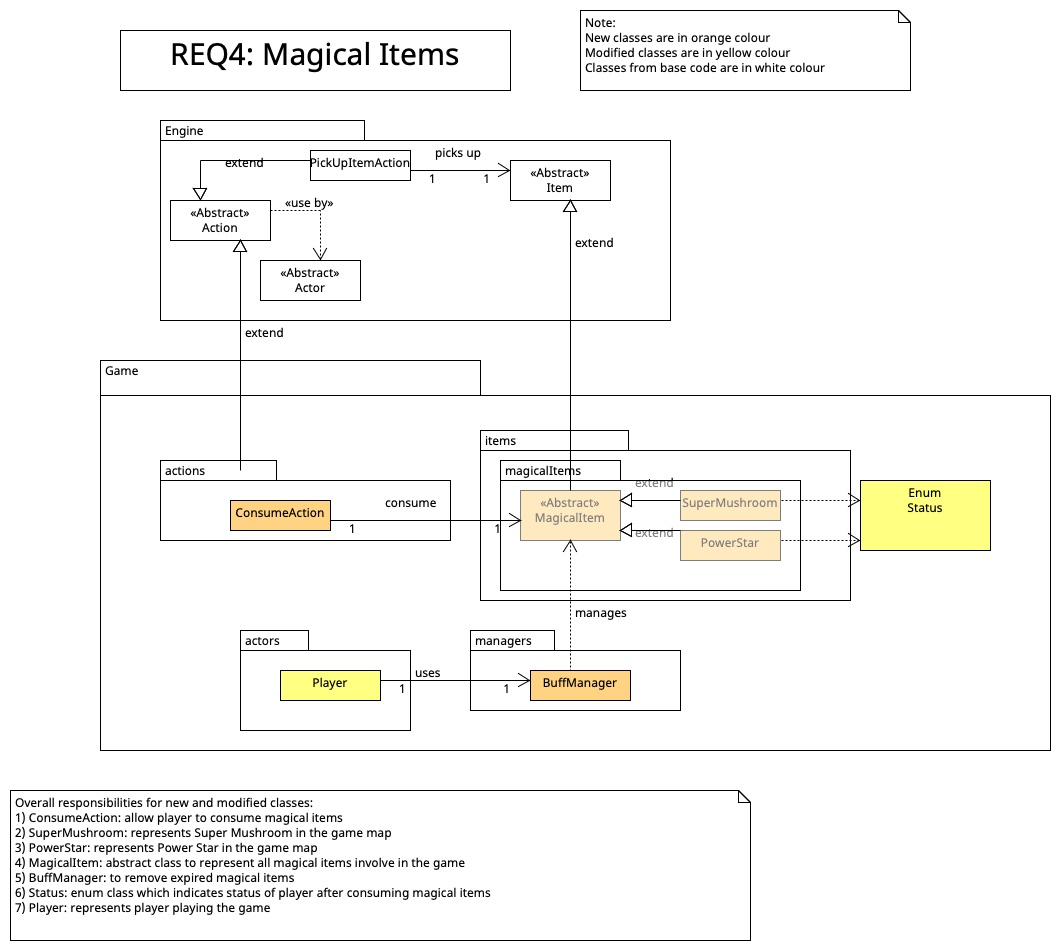 REQ4: Magical Items
Note:
New classes are in orange colour
Modified classes are in yellow colour
Classes from base code are in white colour
Engine
extend
PickUpItemAction
picks up
1
1
«Abstract»
Item
«Abstract»
Action
«use by»
«Abstract»
Actor
extend
extend
Game
items
actions
magicalItems
ConsumeAction
consume
1
1
«Abstract»
MagicalItem
extend
extend
SuperMushroom
PowerStar
Enum
Status
manages
actors
managers
Player
uses
1
1
BuffManager
Overall responsibilities for new and modified classes:
1) ConsumeAction: allow player to consume magical items
2) SuperMushroom: represents Super Mushroom in the game map
3) PowerStar: represents Power Star in the game map
4) MagicalItem: abstract class to represent all magical items involve in the game
5) BuffManager: to remove expired magical items
6) Status: enum class which indicates status of player after consuming magical items
7) Player: represents player playing the game